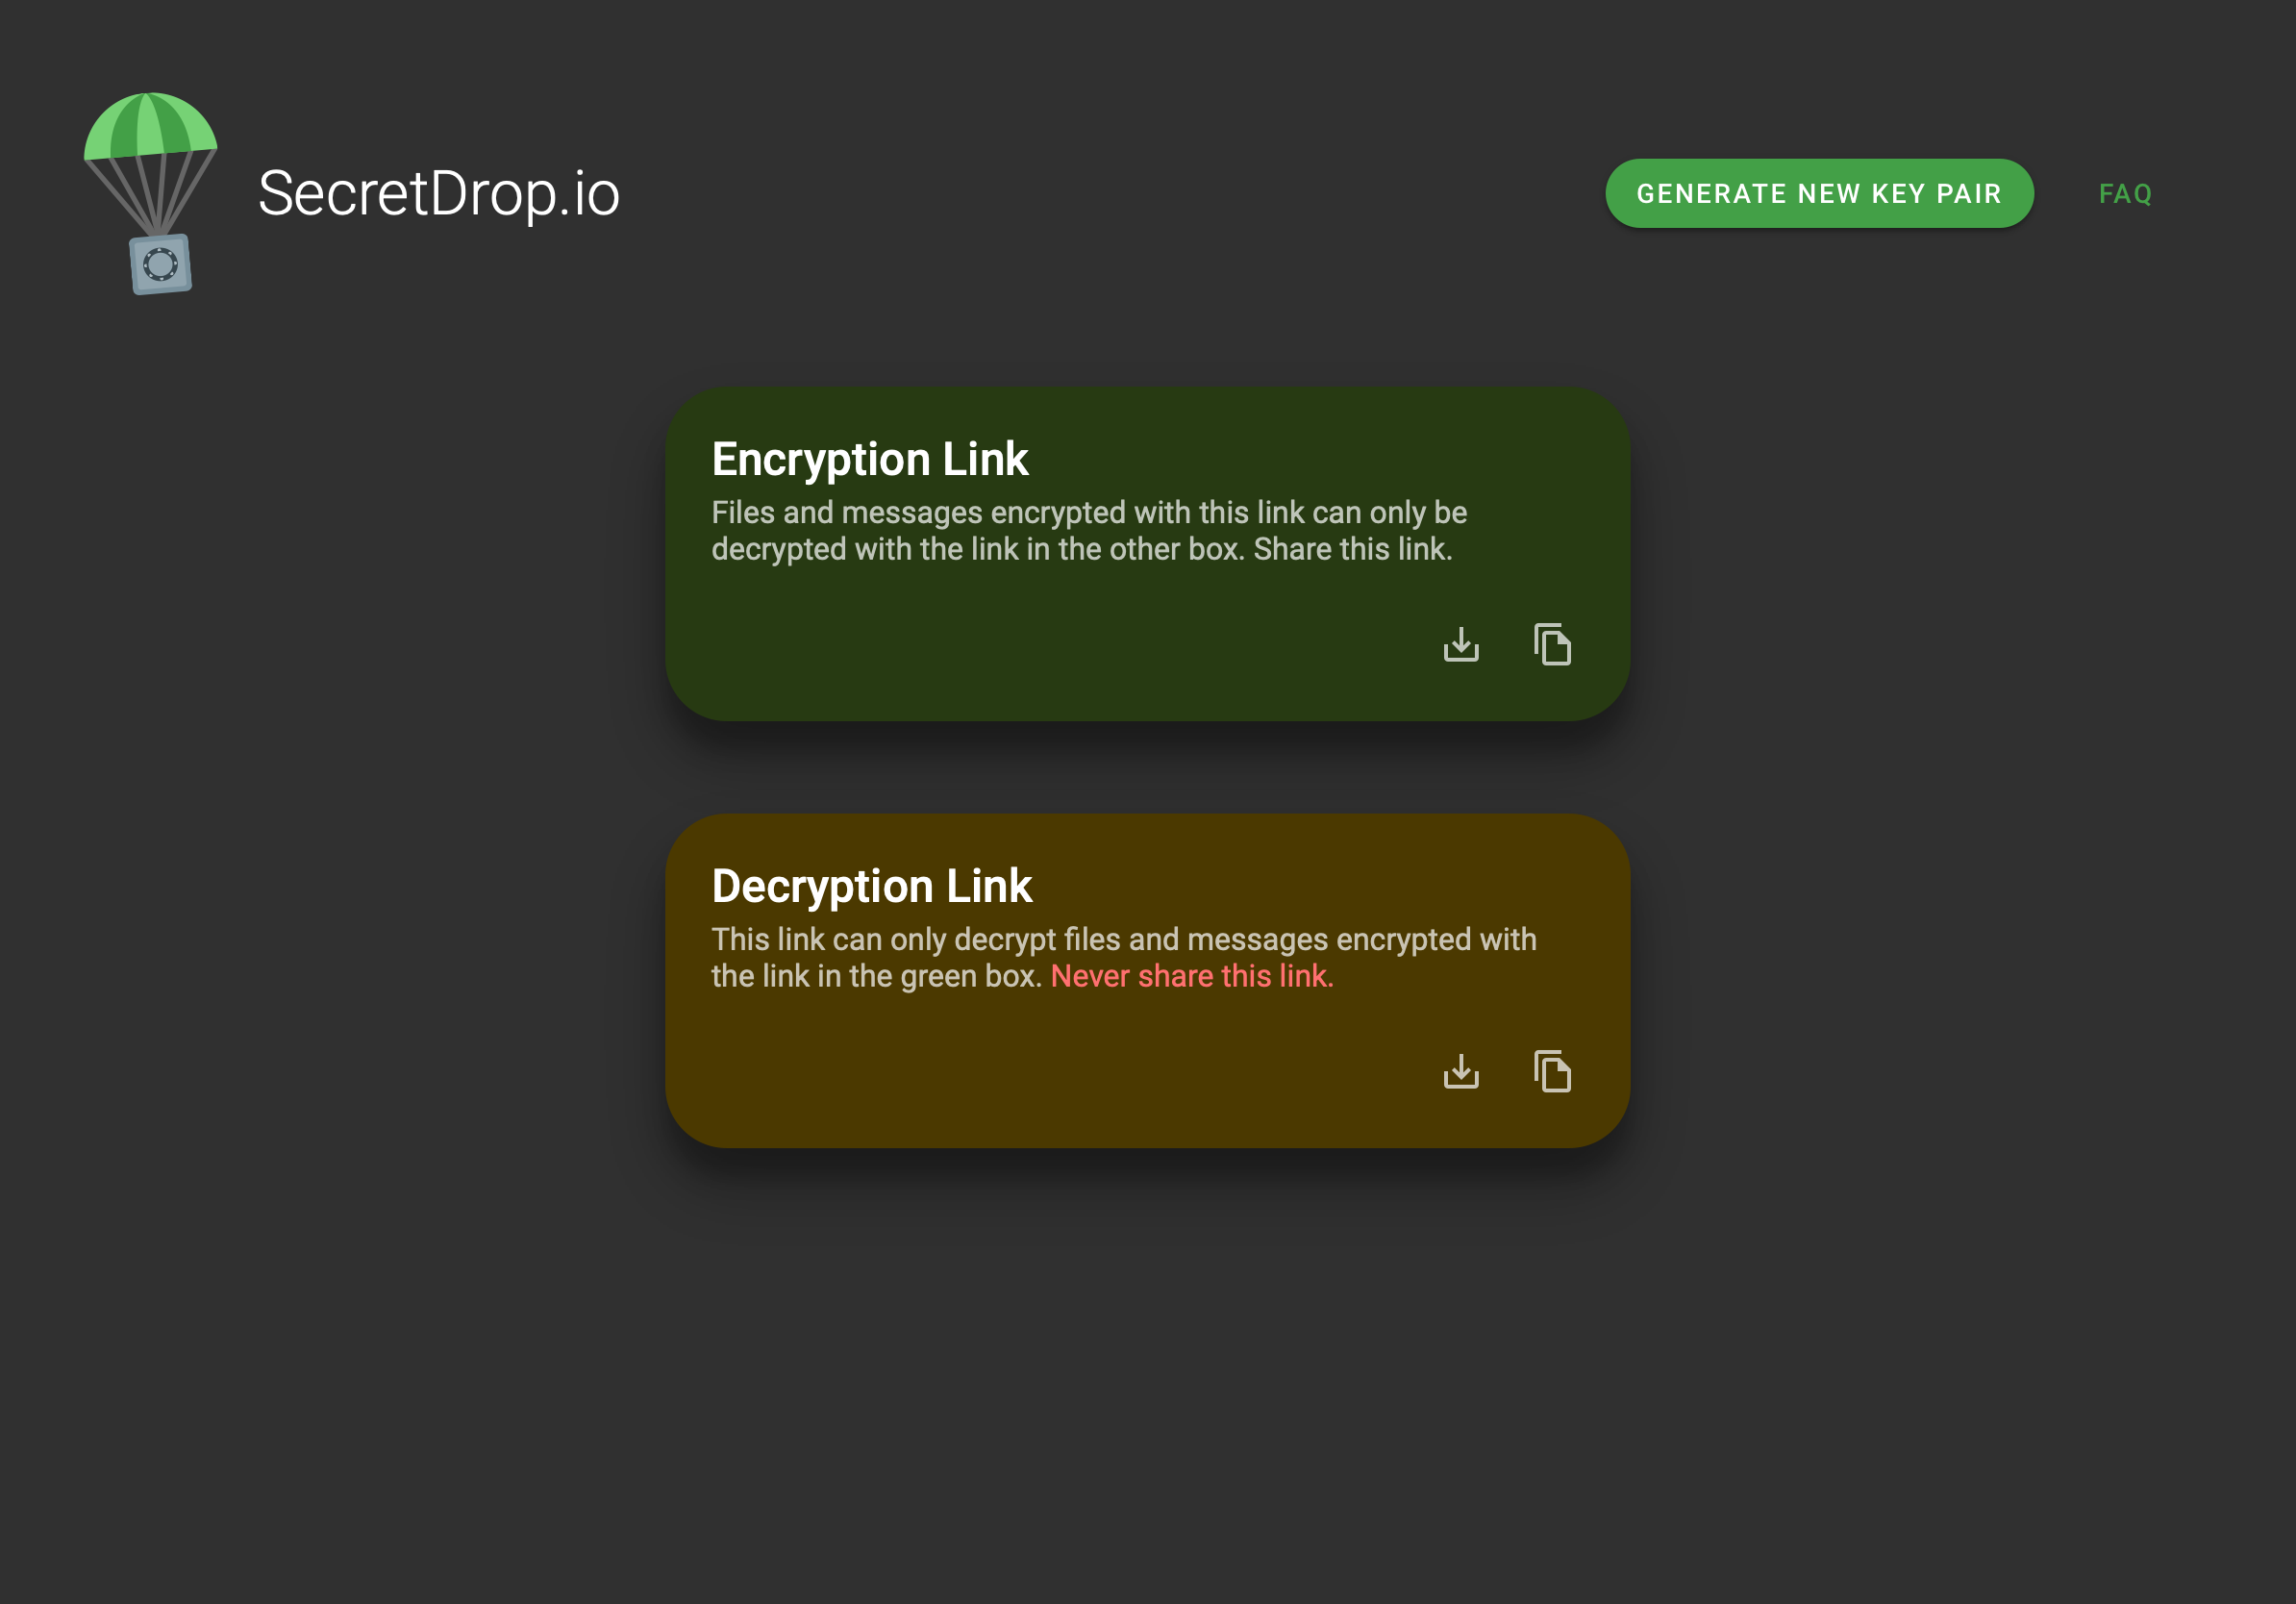 SecretDrop.io
GENERATE NEW KEY PAIR
FAQ
Encryption Link
Files and messages encrypted with this link can only be
decrypted with the link in the other box. Share this link.
Decryption Link
This link can only decrypt files and messages encrypted with
the link in the green box. Never share this link.